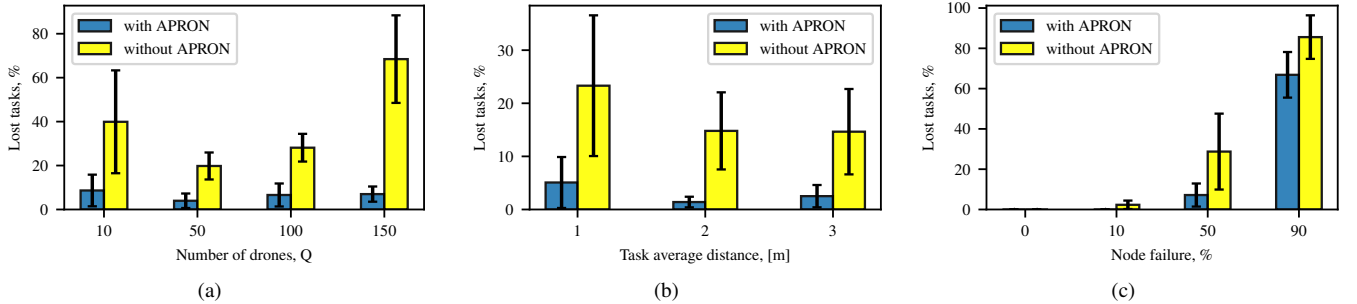 with APRON
without APRON
80
60
40
20
0
Lost tasks, %
10
50
100
150
Number of drones, Q
(a)
with APRON
without APRON
30
20
10
0
Lost tasks, %
1
2
3
Task average distance, [m]
(b)
with APRON
without APRON
100
80
60
40
20
0
Lost tasks, %
0
10
50
90
Node failure, %
(c)